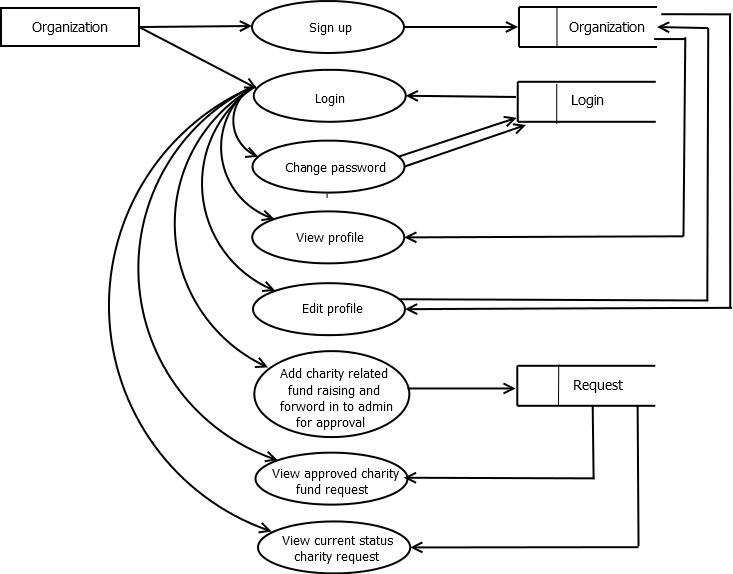 Organization
Sign up
Organization
Login
Login
Change password
View profile
Edit profile
Add charity related
fund raising and
forword in to admin
for approval
Request
View approved charity
fund request
View current status
charity request